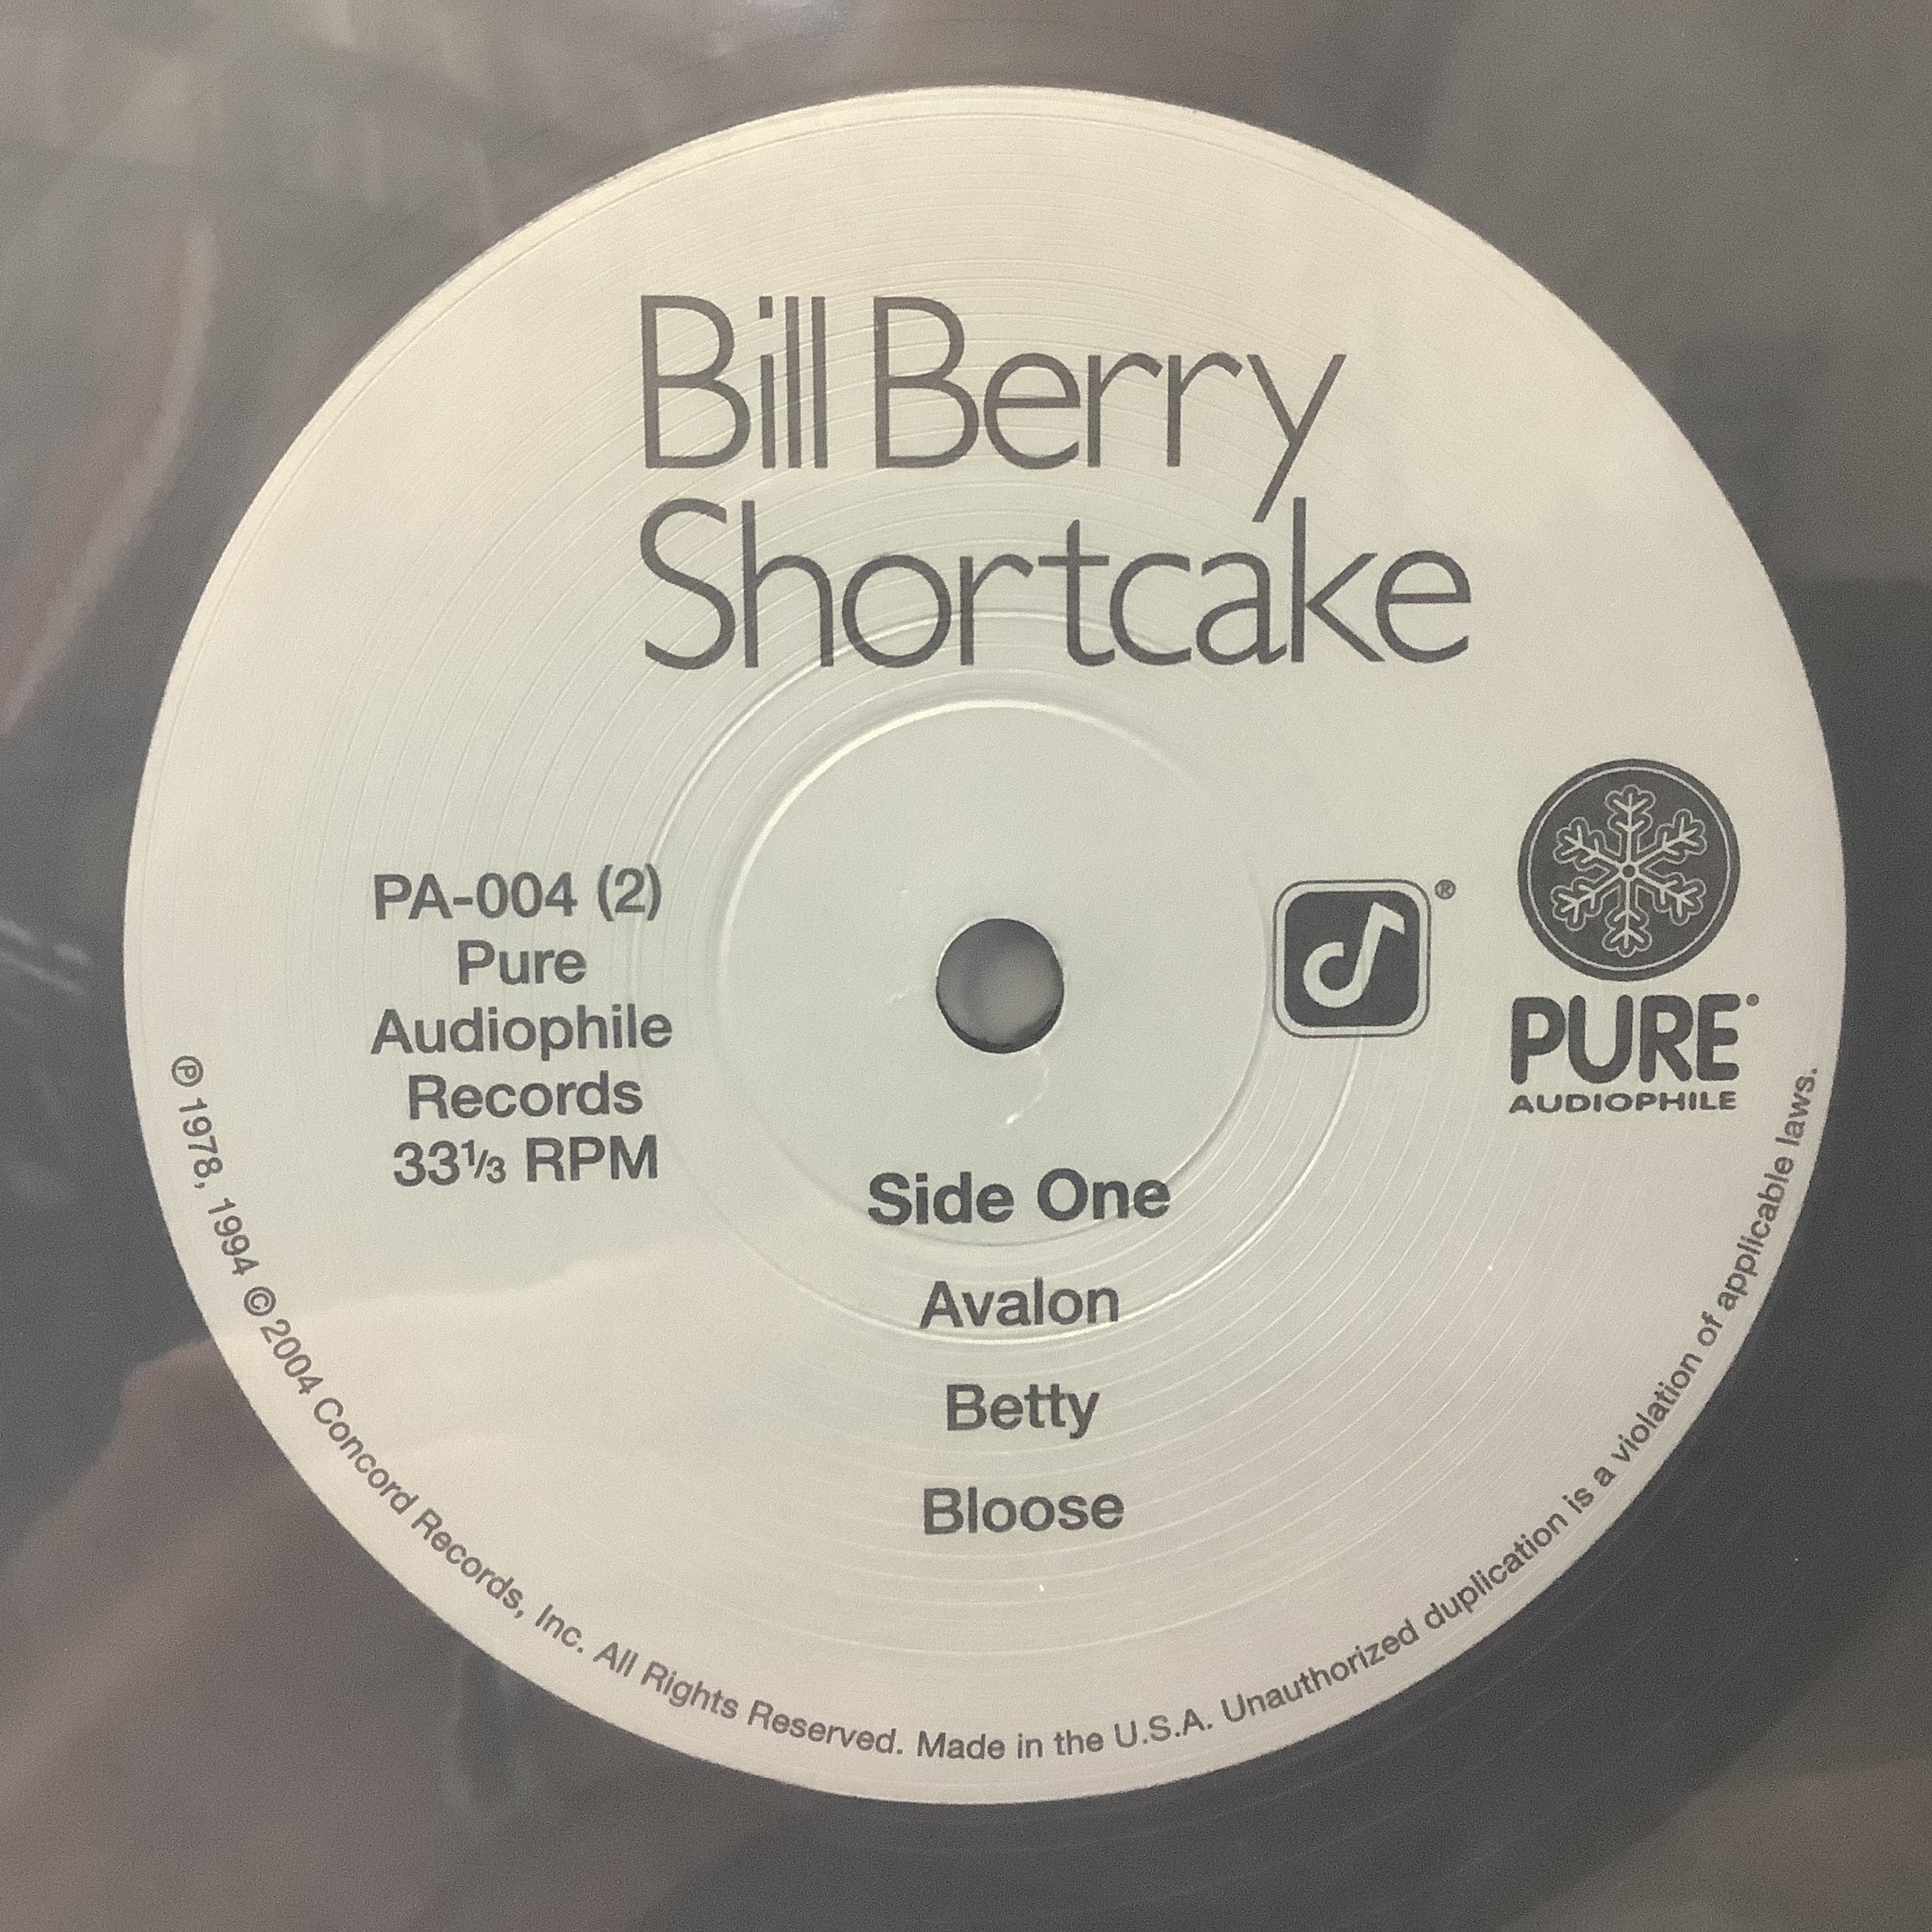 Bill Berry
Shortcake
PA-004 (2)
Pure
Audiophile
Records
33⅓ RPM
®
PURE
AUDIOPHILE
Side One
Avalon
Betty
Bloose
℗ 1978, 1994 © 2004 Concord Records, Inc. All Rights Reserved. Made in the U.S.A. Unauthorized duplication is a violation of applicable laws.